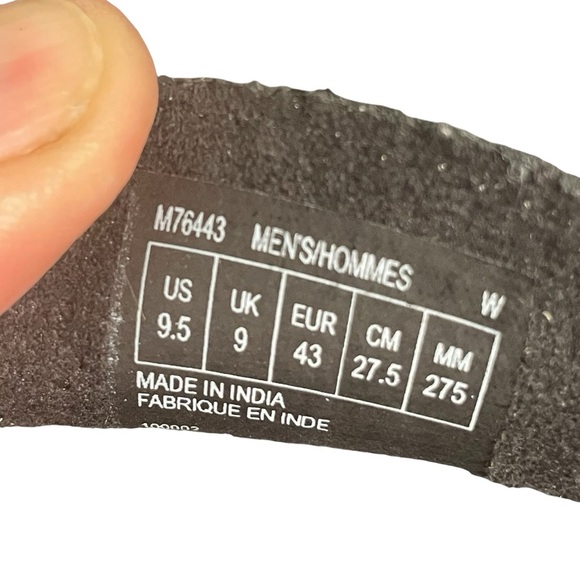 M76443 MEN'S/HOMMES W
US UK EUR CM MM
9.5 9 43 27.5 275
MADE IN INDIA
FABRIQUE EN INDE